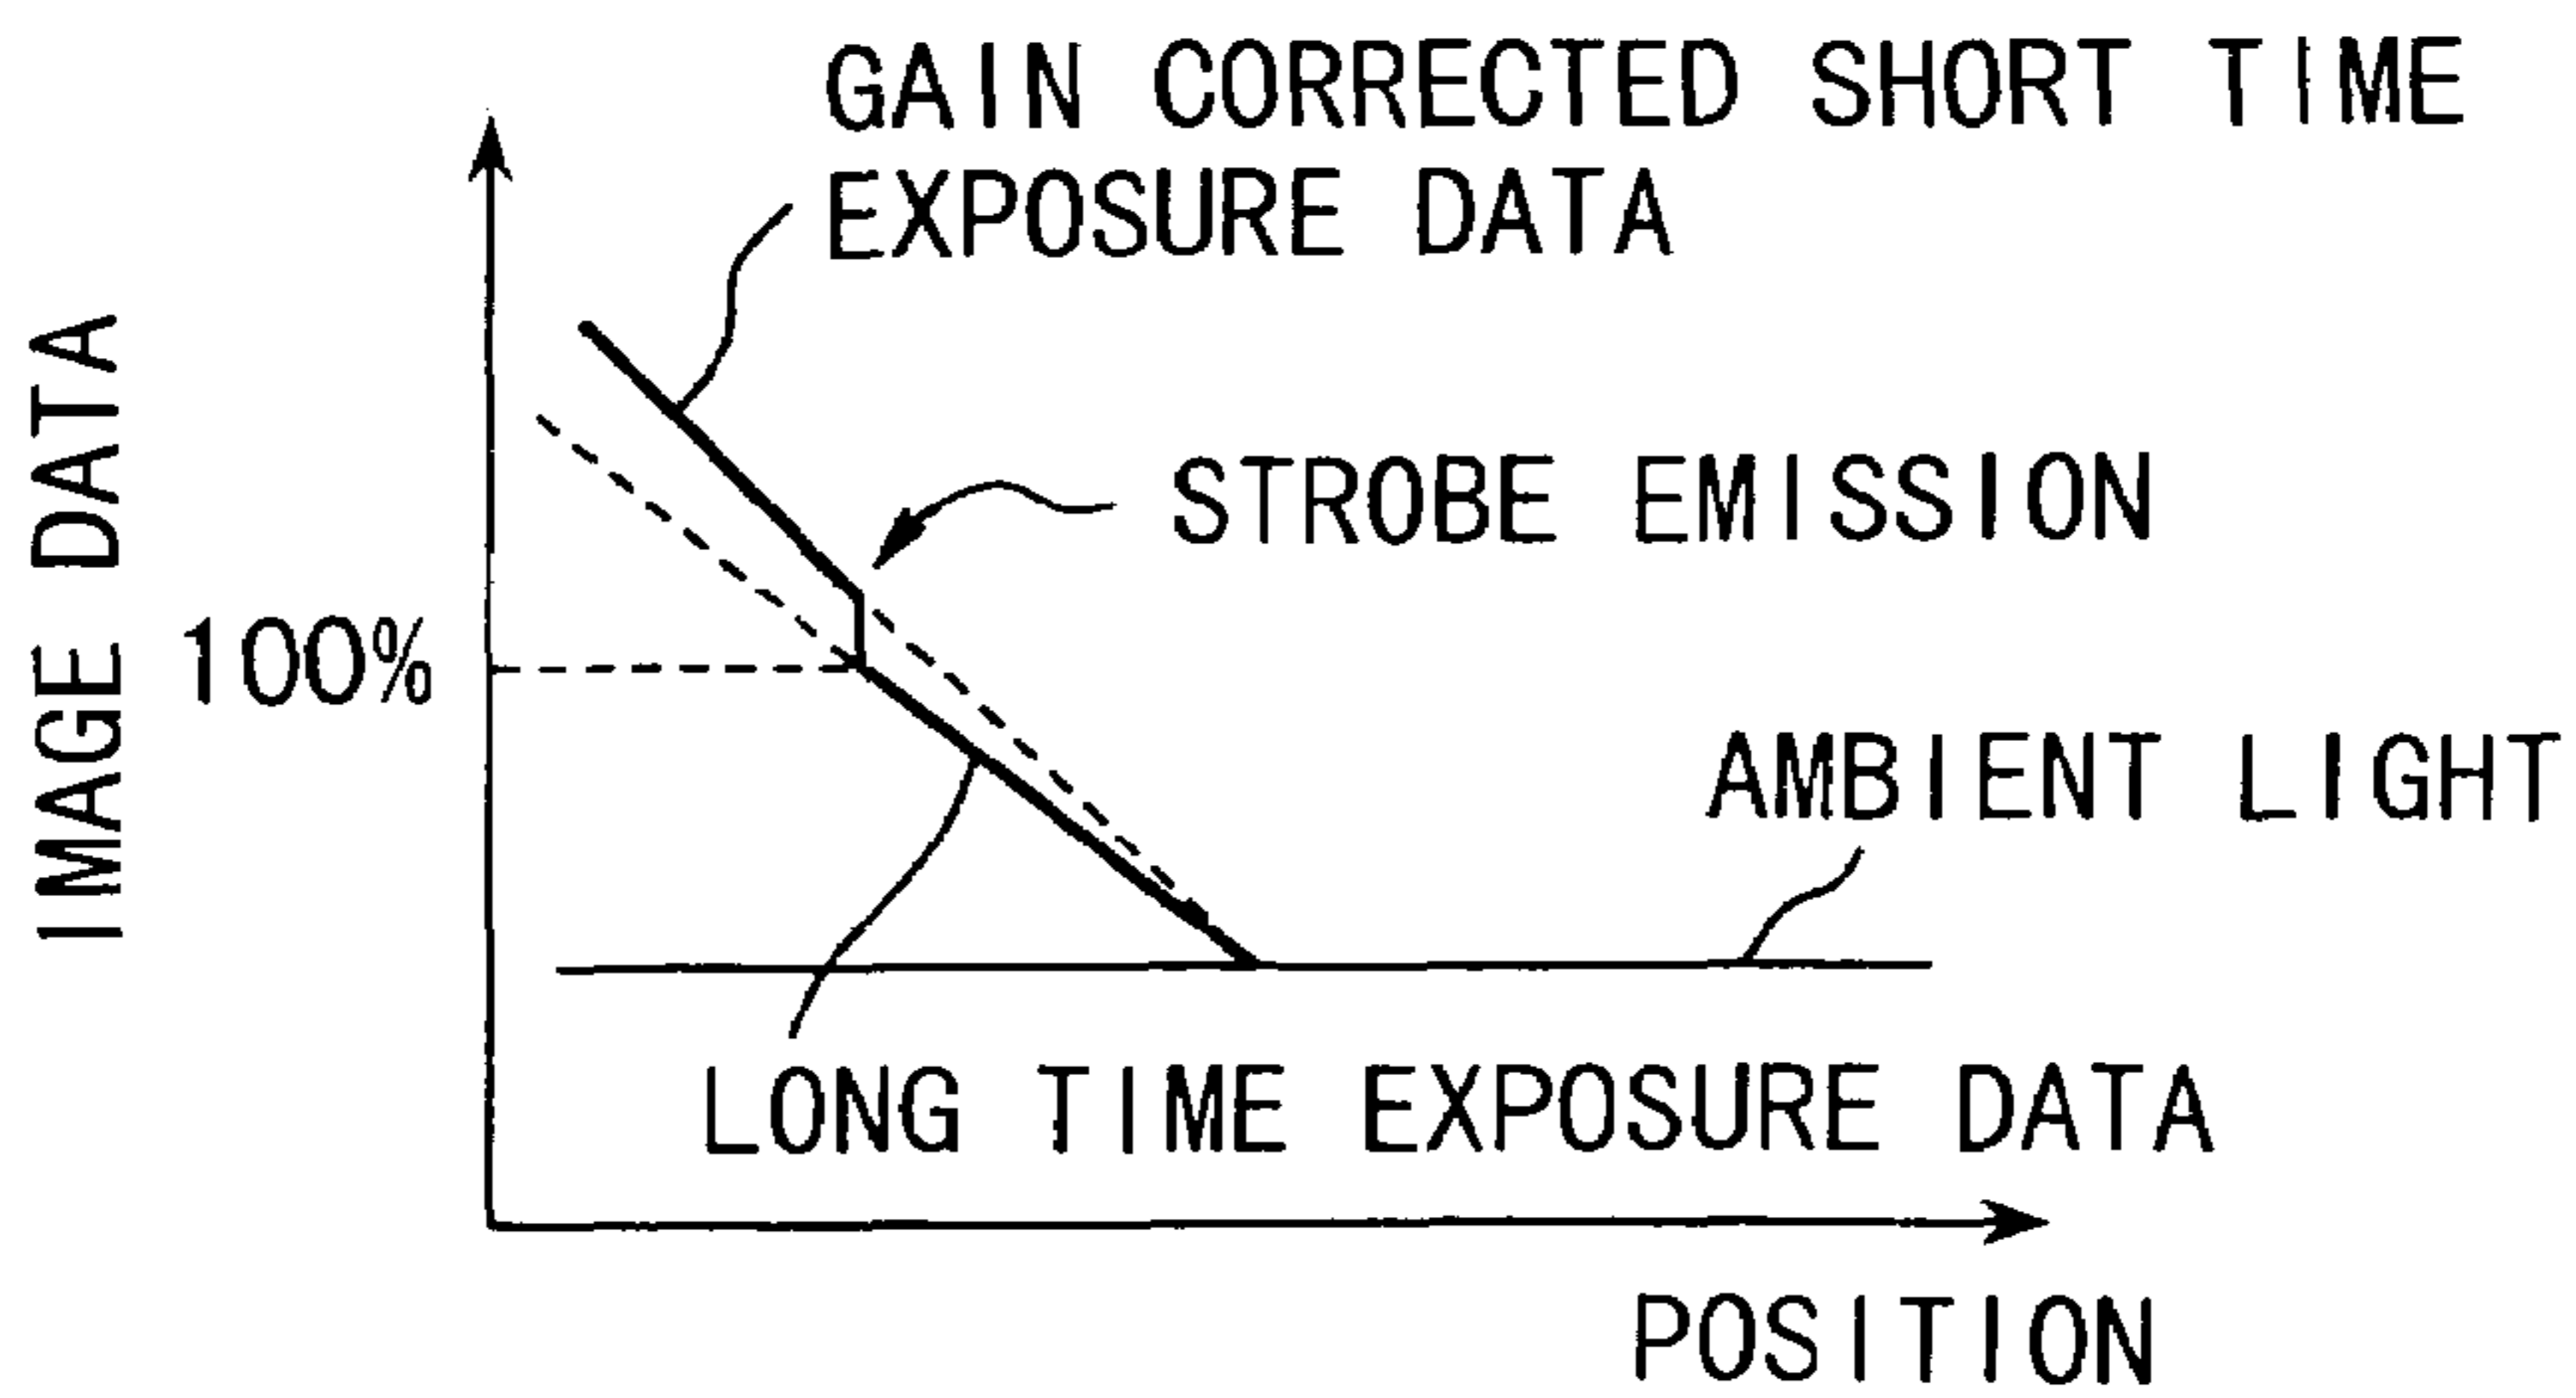 GAIN CORRECTED SHORT TIME
EXPOSURE DATA
STROBE EMISSION
IMAGE DATA
100%
AMBIENT LIGHT
LONG TIME EXPOSURE DATA
POSITION